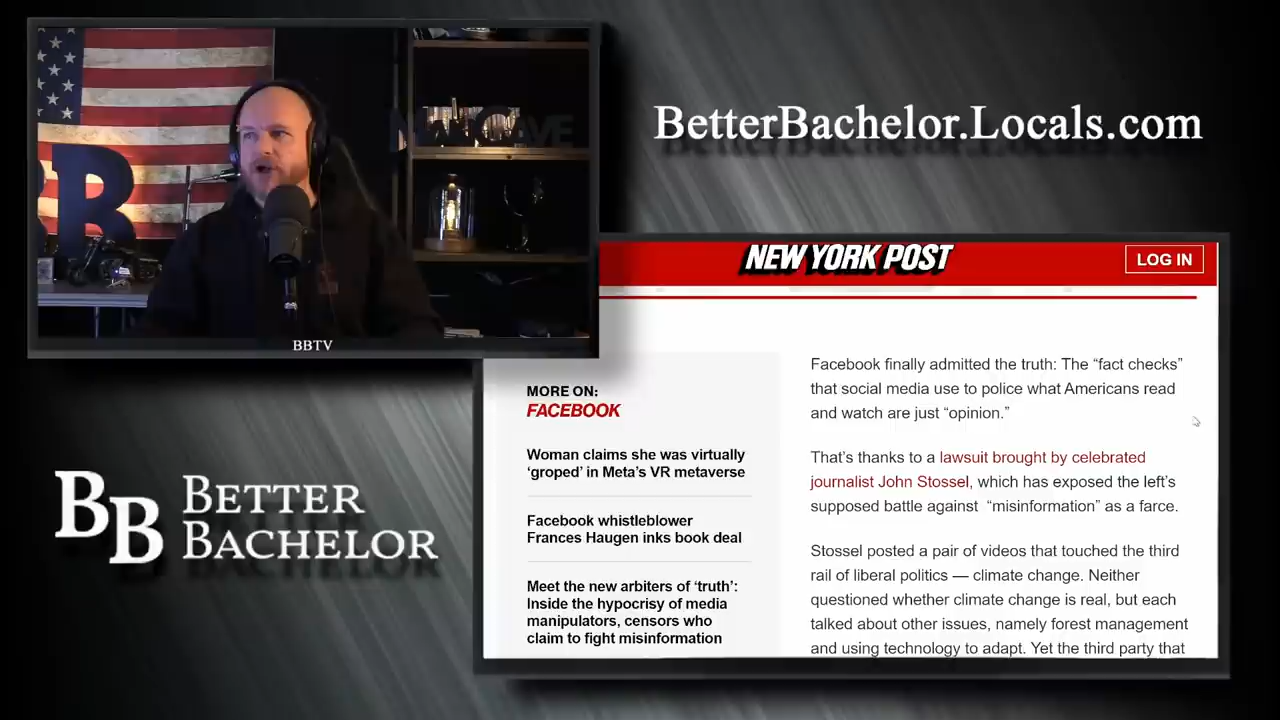 BetterBachelor.Locals.com
BBTV
NEW YORK POST
LOG IN
MORE ON:
FACEBOOK
Woman claims she was virtually
‘groped’ in Meta’s VR metaverse
Facebook whistleblower
Frances Haugen inks book deal
Meet the new arbiters of ‘truth’:
Inside the hypocrisy of media
manipulators, censors who
claim to fight misinformation
Facebook finally admitted the truth: The “fact checks”
that social media use to police what Americans read
and watch are just “opinion.”
That’s thanks to a lawsuit brought by celebrated
journalist John Stossel, which has exposed the left’s
supposed battle against “misinformation” as a farce.
Stossel posted a pair of videos that touched the third
rail of liberal politics — climate change. Neither
questioned whether climate change is real, but each
talked about other issues, namely forest management
and using technology to adapt. Yet the third party that
BB BETTER
BACHELOR